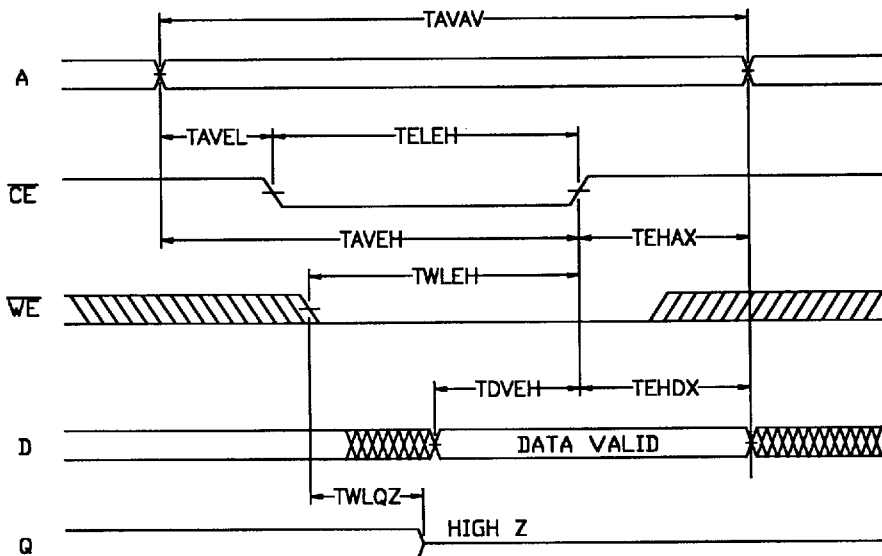 TAVAV
A
TAVEL TELEH
CE
TAVEH TEHAX
TWLEH
WE
TDVEH TEHDX
D DATA VALID
TWLQZ
HIGH Z
Q